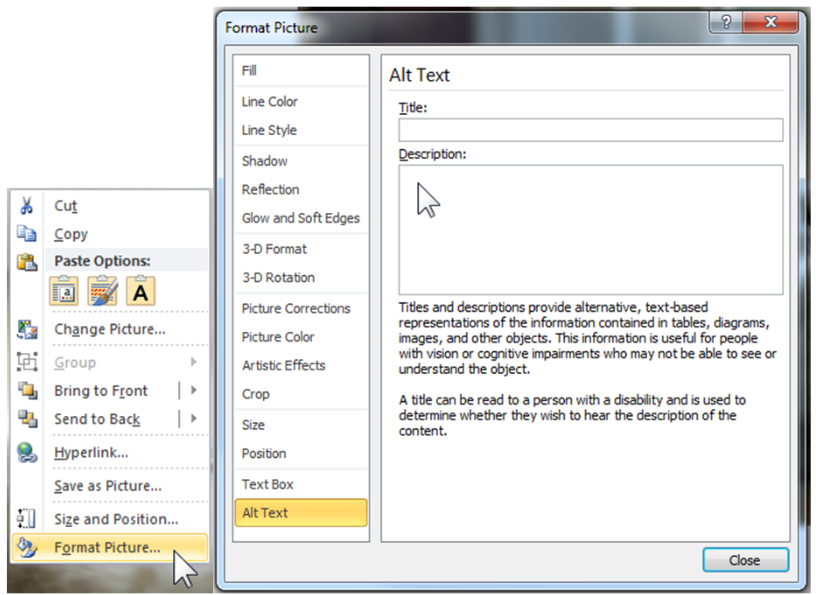 Cut
Copy
Paste Options:
a
A
Change Picture...
Group
Bring to Front
Send to Back
Hyperlink...
Save as Picture...
Size and Position...
Format Picture...
Format Picture
?
Fill
Line Color
Line Style
Shadow
Reflection
Glow and Soft Edges
3-D Format
3-D Rotation
Picture Corrections
Picture Color
Artistic Effects
Crop
Size
Position
Text Box
Alt Text
Alt Text
Title:
Description:
Titles and descriptions provide alternative, text-based
representations of the information contained in tables, diagrams,
images, and other objects. This information is useful for people
with vision or cognitive impairments who may not be able to see or
understand the object.
A title can be read to a person with a disability and is used to
determine whether they wish to hear the description of the
content.
Close